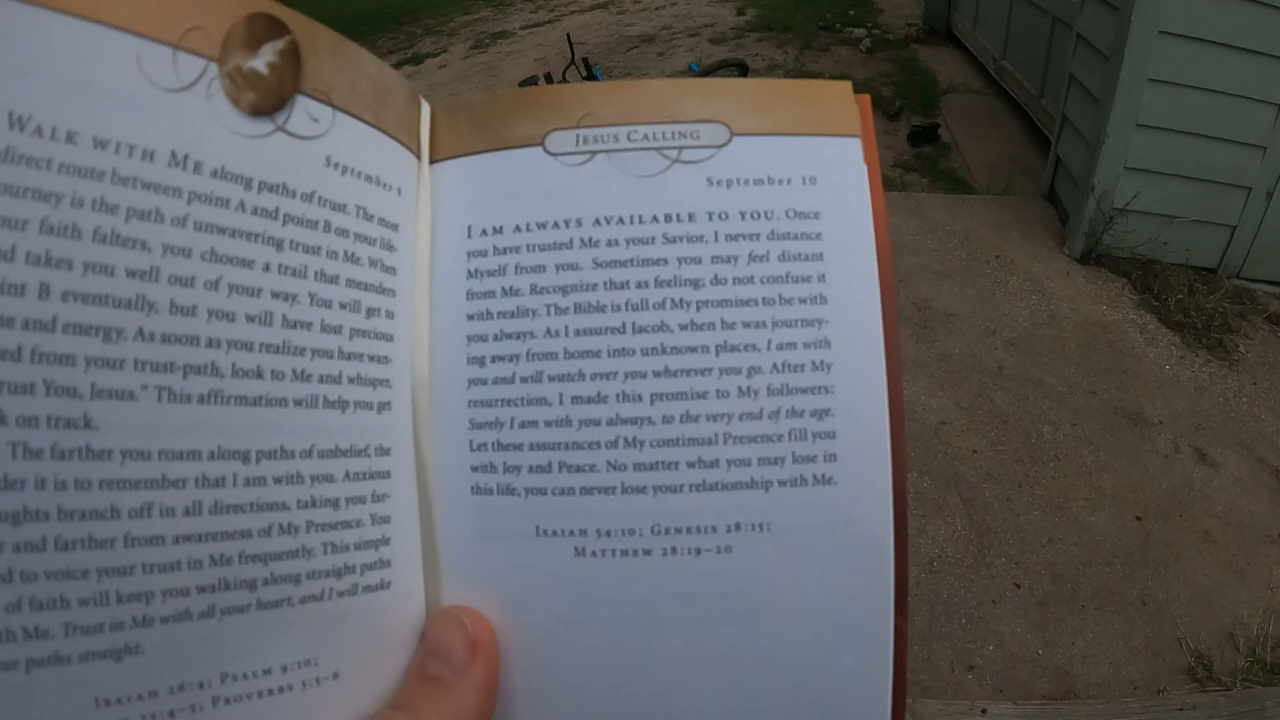 September 9
WALK WITH ME along paths of trust. The most
direct route between point A and point B on your life-
journey is the path of unwavering trust in Me. When
our faith falters, you choose a trail that meanders
nd takes you well out of your way. You will get to
int B eventually, but you will have lost precious
me and energy. As soon as you realize you have wan-
ed from your trust-path, look to Me and whisper,
rust You, Jesus." This affirmation will help you get
k on track.
The farther you roam along paths of unbelief, the
der it is to remember that I am with you. Anxious
oughts branch off in all directions, taking you far-
r and farther from awareness of My Presence. You
d to voice your trust in Me frequently. This simple
of faith will keep you walking along straight paths
th Me. Trust in Me with all your heart, and I will make
our paths straight.
ISAIAH 26:4; PSALM 9:10;
25:4–5; PROVERBS 3:5–6
JESUS CALLING
September 10
I AM ALWAYS AVAILABLE TO YOU. Once
you have trusted Me as your Savior, I never distance
Myself from you. Sometimes you may feel distant
from Me. Recognize that as feeling; do not confuse it
with reality. The Bible is full of My promises to be with
you always. As I assured Jacob, when he was journey-
ing away from home into unknown places, I am with
you and will watch over you wherever you go. After My
resurrection, I made this promise to My followers:
Surely I am with you always, to the very end of the age.
Let these assurances of My continual Presence fill you
with Joy and Peace. No matter what you may lose in
this life, you can never lose your relationship with Me.
ISAIAH 54:10; GENESIS 28:15;
MATTHEW 28:19–20